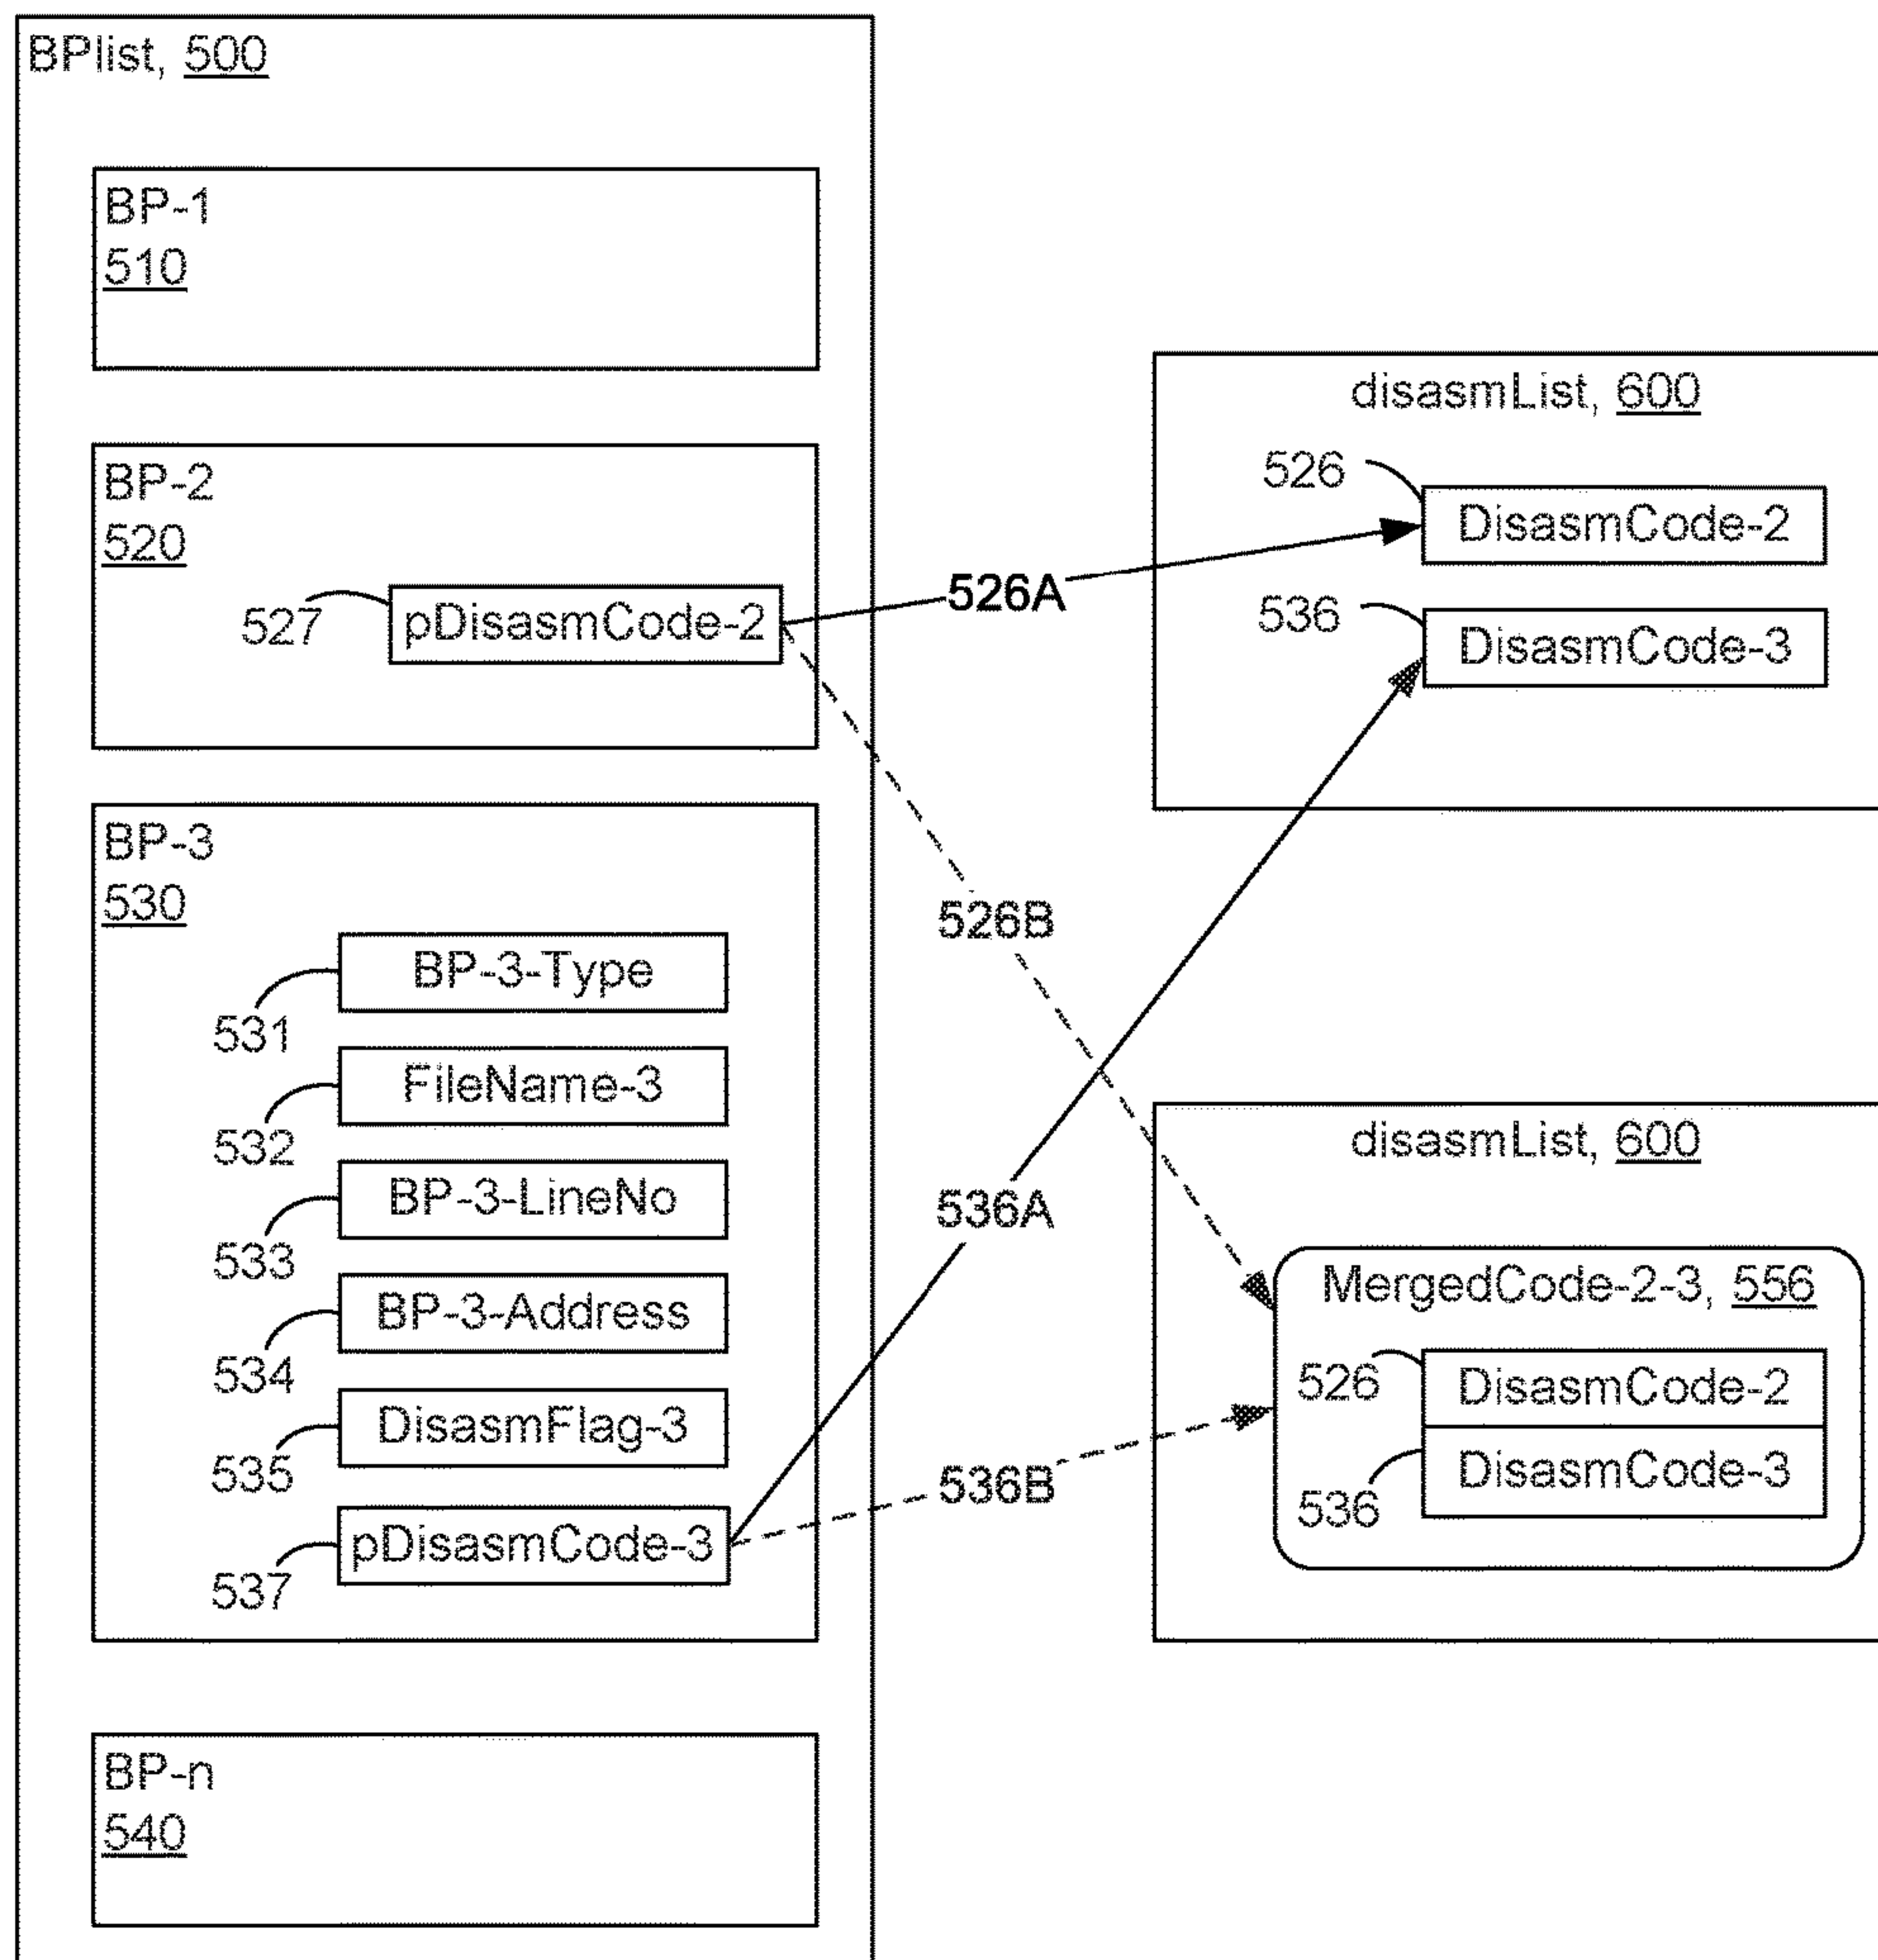 BPlist, 500
BP-1
510
BP-2
520
527
pDisasmCode-2
BP-3
530
BP-3-Type
531
FileName-3
532
BP-3-LineNo
533
BP-3-Address
534
DisasmFlag-3
535
pDisasmCode-3
537
BP-n
540
526A
526B
536A
536B
disasmList, 600
526
DisasmCode-2
536
DisasmCode-3
disasmList, 600
MergedCode-2-3, 556
526
DisasmCode-2
536
DisasmCode-3